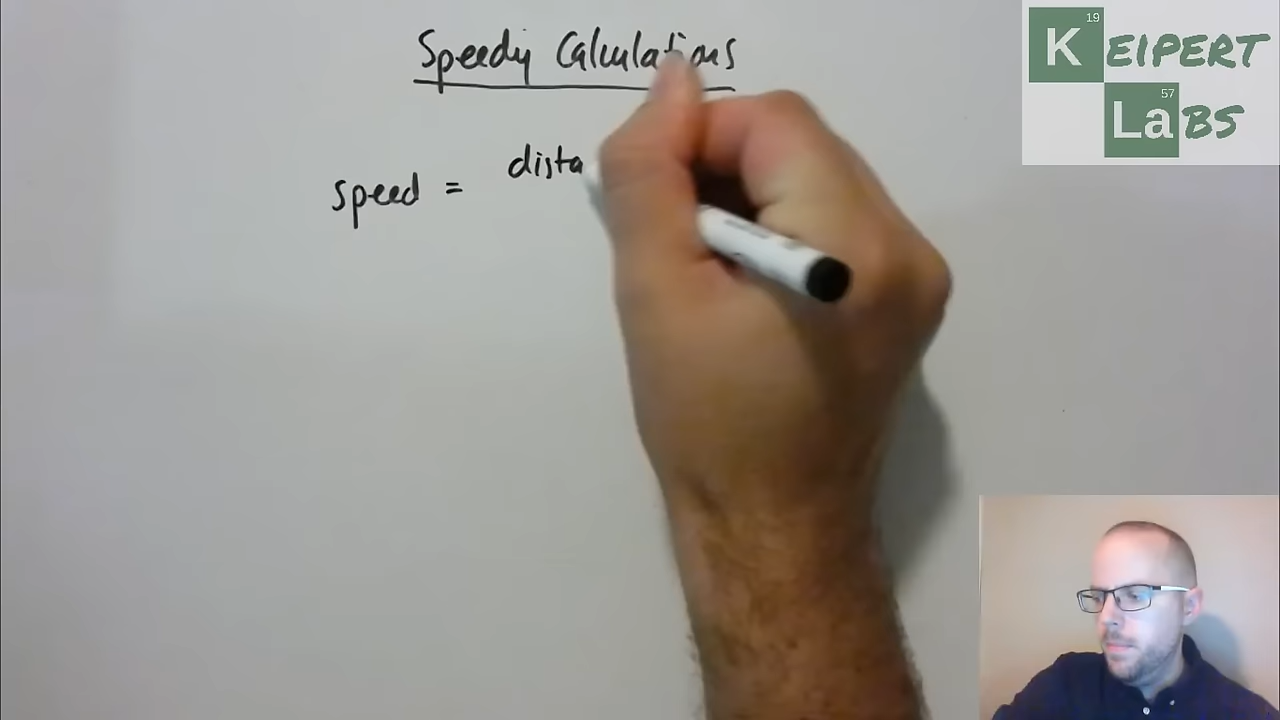 Speedy Calculations
speed = dista
19
KEIPERT
57
LaBS